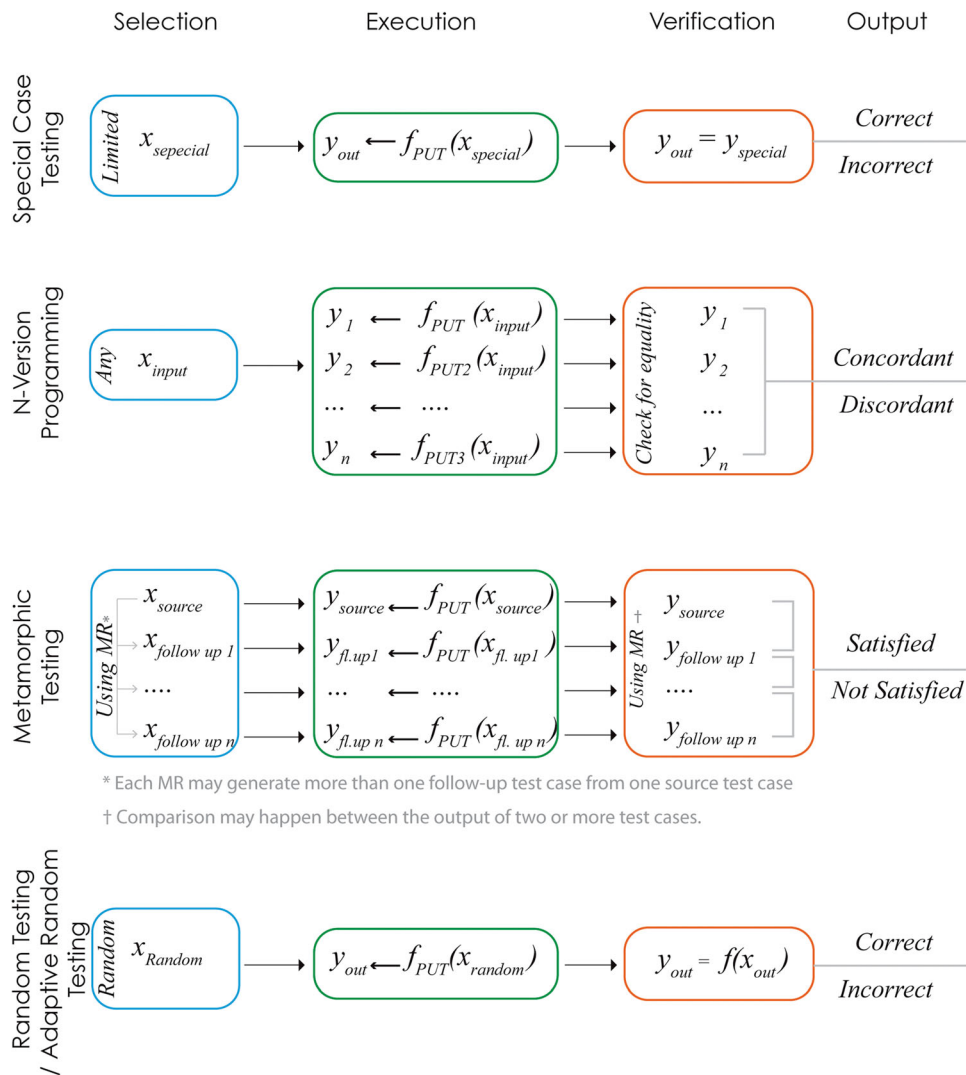 Selection Execution Verification Output
Special Case
Testing
Limited
x_sepecial
y_out ← f_PUT(x_special)
y_out = y_special
Correct
Incorrect
N-Version
Programming
Any
x_input
y_1 ← f_PUT(x_input)
y_2 ← f_PUT2(x_input)
... ← ....
y_n ← f_PUT3(x_input)
Check for equality
y_1
y_2
...
y_n
Concordant
Discordant
Metamorphic
Testing
Using MR*
x_source
x_follow up 1
....
x_follow up n
y_source ← f_PUT(x_source)
y_fl.up1 ← f_PUT(x_fl. up1)
... ← ....
y_fl.up n ← f_PUT(x_fl. up n)
Using MR †
y_source
y_follow up 1
....
y_follow up n
Satisfied
Not Satisfied
* Each MR may generate more than one follow-up test case from one source test case
† Comparison may happen between the output of two or more test cases.
Random Testing
/ Adaptive Random
Testing
Random
x_Random
y_out ← f_PUT(x_random)
y_out = f(x_out)
Correct
Incorrect